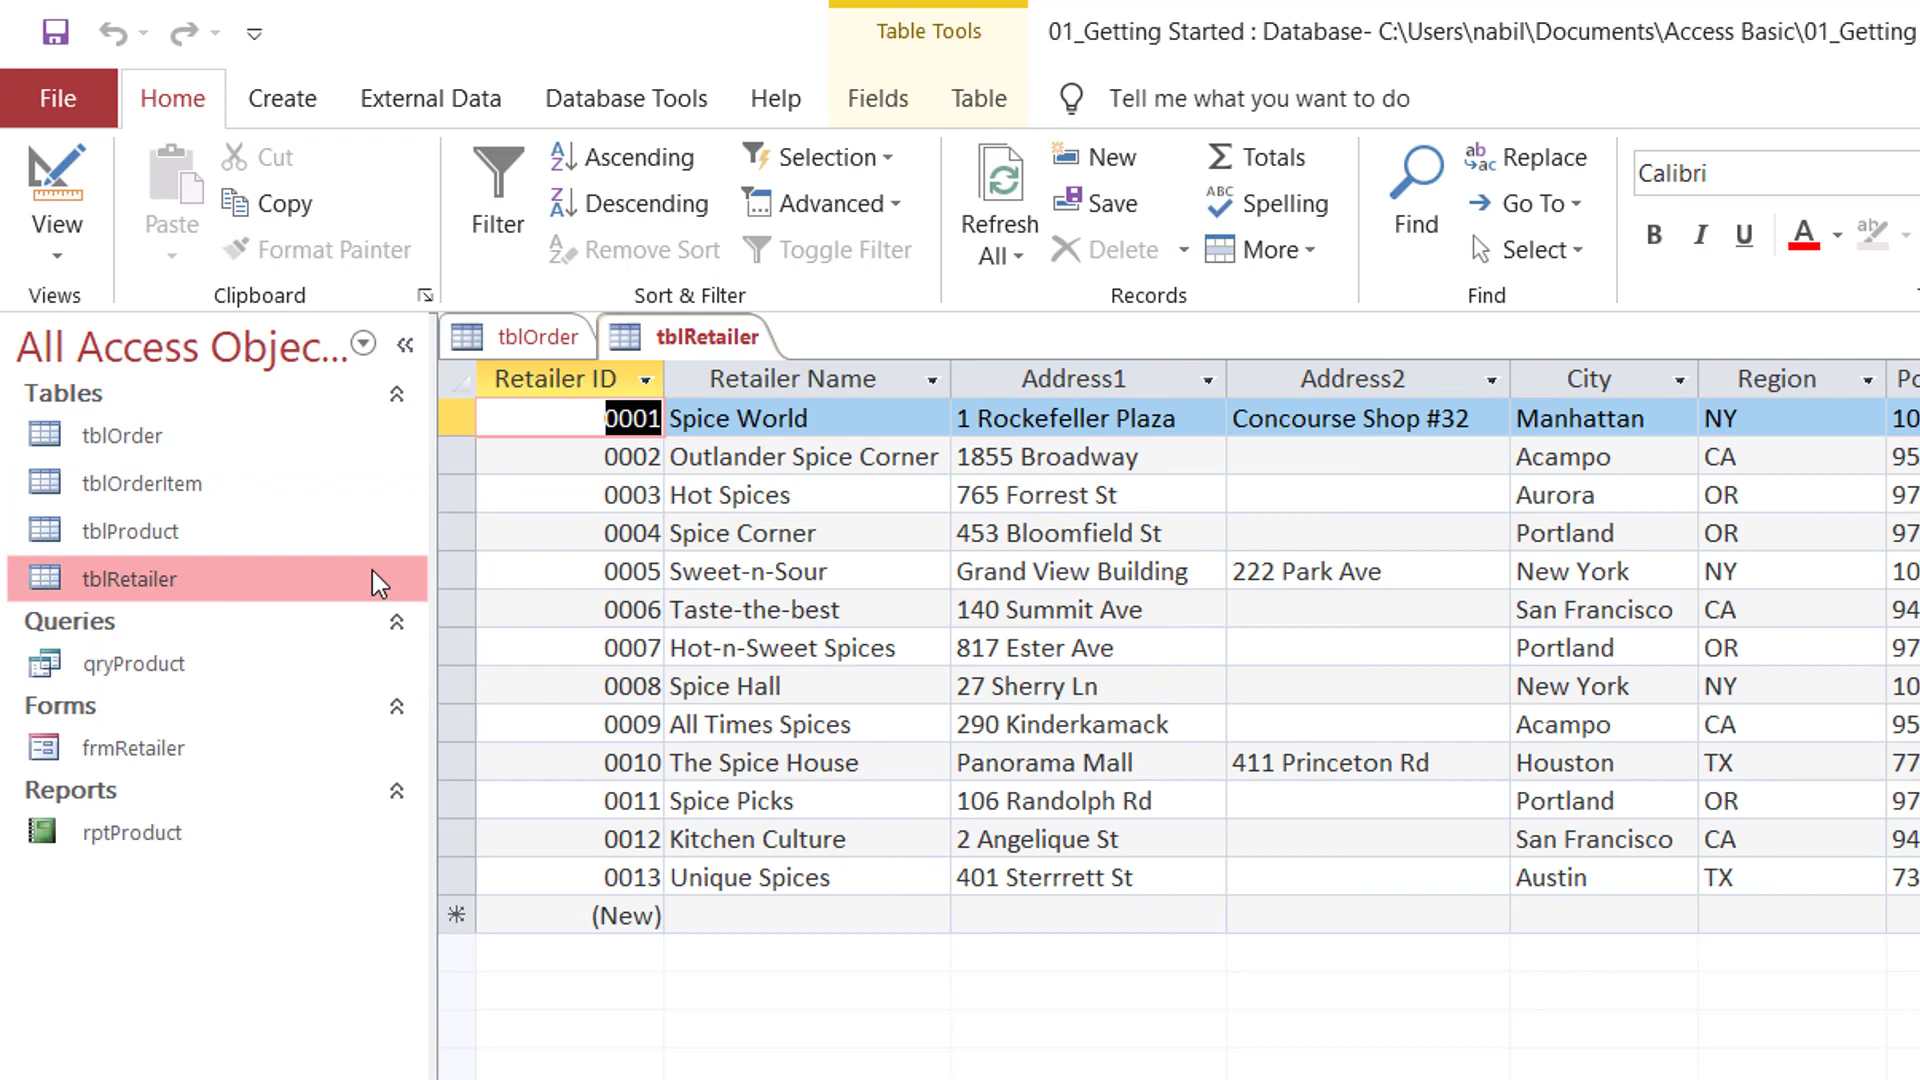 Table Tools
01_Getting Started : Database- C:\Users\nabil\Documents\Access Basic\01_Getting
File Home Create External Data Database Tools Help Fields Table Tell me what you want to do
View
Views
Paste
Cut
Copy
Format Painter
Clipboard
Filter
Ascending
Descending
Remove Sort
Selection
Advanced
Toggle Filter
Sort & Filter
Refresh
All
New
Save
Delete
Totals
Spelling
More
Records
Find
Replace
Go To
Select
Find
Calibri
B I U A
All Access Objec...
Tables
tblOrder
tblOrderItem
tblProduct
tblRetailer
Queries
qryProduct
Forms
frmRetailer
Reports
rptProduct
tblOrder tblRetailer
Retailer ID Retailer Name Address1 Address2 City Region Po
0001 Spice World 1 Rockefeller Plaza Concourse Shop #32 Manhattan NY 10
0002 Outlander Spice Corner 1855 Broadway Acampo CA 95
0003 Hot Spices 765 Forrest St Aurora OR 97
0004 Spice Corner 453 Bloomfield St Portland OR 97
0005 Sweet-n-Sour Grand View Building 222 Park Ave New York NY 10
0006 Taste-the-best 140 Summit Ave San Francisco CA 94
0007 Hot-n-Sweet Spices 817 Ester Ave Portland OR 97
0008 Spice Hall 27 Sherry Ln New York NY 10
0009 All Times Spices 290 Kinderkamack Acampo CA 95
0010 The Spice House Panorama Mall 411 Princeton Rd Houston TX 77
0011 Spice Picks 106 Randolph Rd Portland OR 97
0012 Kitchen Culture 2 Angelique St San Francisco CA 94
0013 Unique Spices 401 Sterrrett St Austin TX 73
(New)